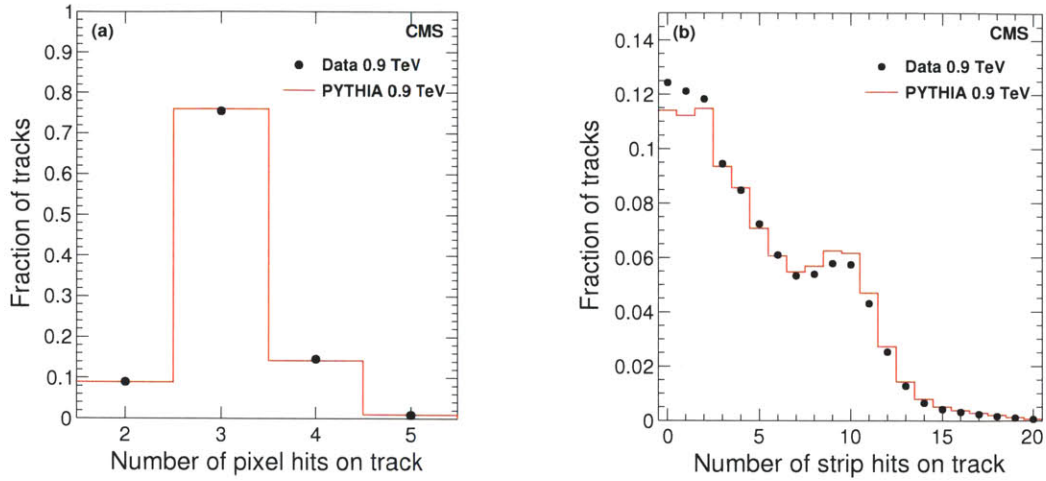 (a)
CMS
Data 0.9 TeV
PYTHIA 0.9 TeV
Fraction of tracks
1
0.9
0.8
0.7
0.6
0.5
0.4
0.3
0.2
0.1
0
2 3 4 5
Number of pixel hits on track
(b)
CMS
Data 0.9 TeV
PYTHIA 0.9 TeV
Fraction of tracks
0.14
0.12
0.1
0.08
0.06
0.04
0.02
0
0 5 10 15 20
Number of strip hits on track